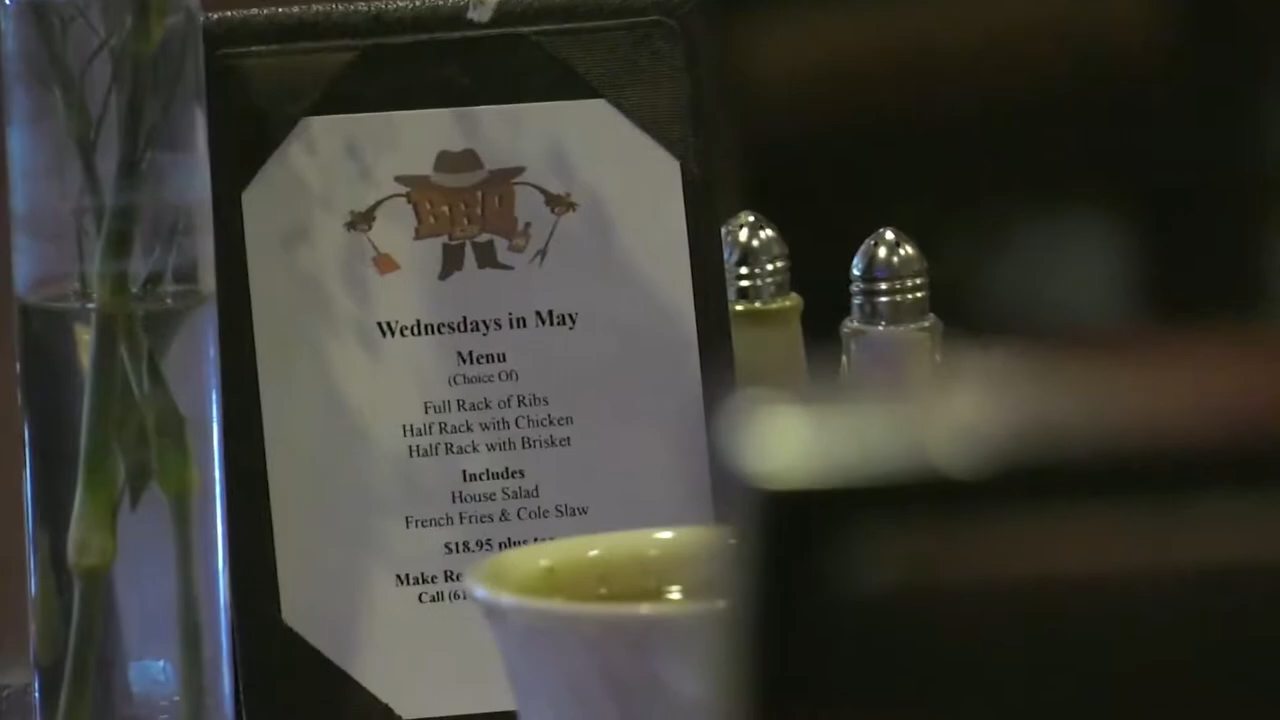 BBQ
Wednesdays in May
Menu
(Choice Of)
Full Rack of Ribs
Half Rack with Chicken
Half Rack with Brisket
Includes
House Salad
French Fries & Cole Slaw
$18.95 plus
Make
Call